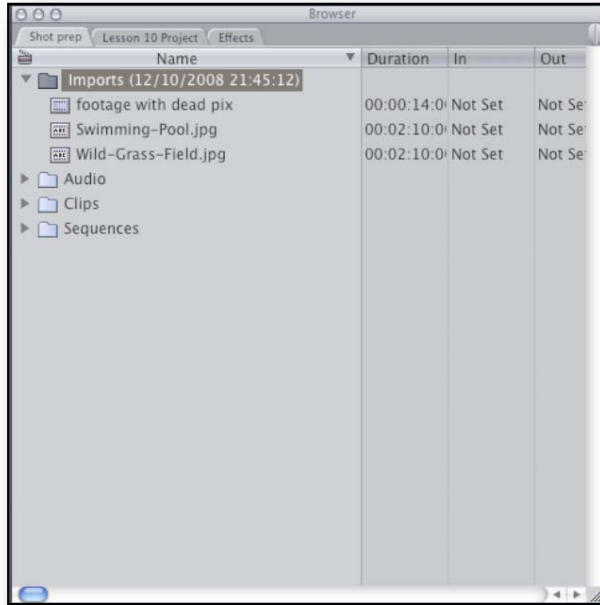 Browser
Shot prep Lesson 10 Project Effects
Name Duration In Out
Imports (12/10/2008 21:45:12)
footage with dead pix 00:00:14:0 Not Set Not Se
Swimming-Pool.jpg 00:02:10:0 Not Set Not Se
Wild-Grass-Field.jpg 00:02:10:0 Not Set Not Se
Audio
Clips
Sequences